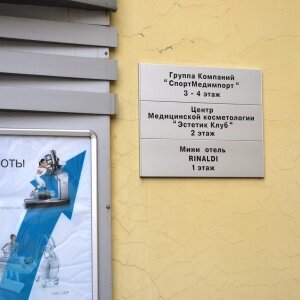 Группа Компаний
"СпортМедимпорт"
3 - 4 этаж
Центр
Медицинской косметологии
"Эстетик Клуб"
2 этаж
Мини отель
RINALDI
1 этаж
ОТЫ